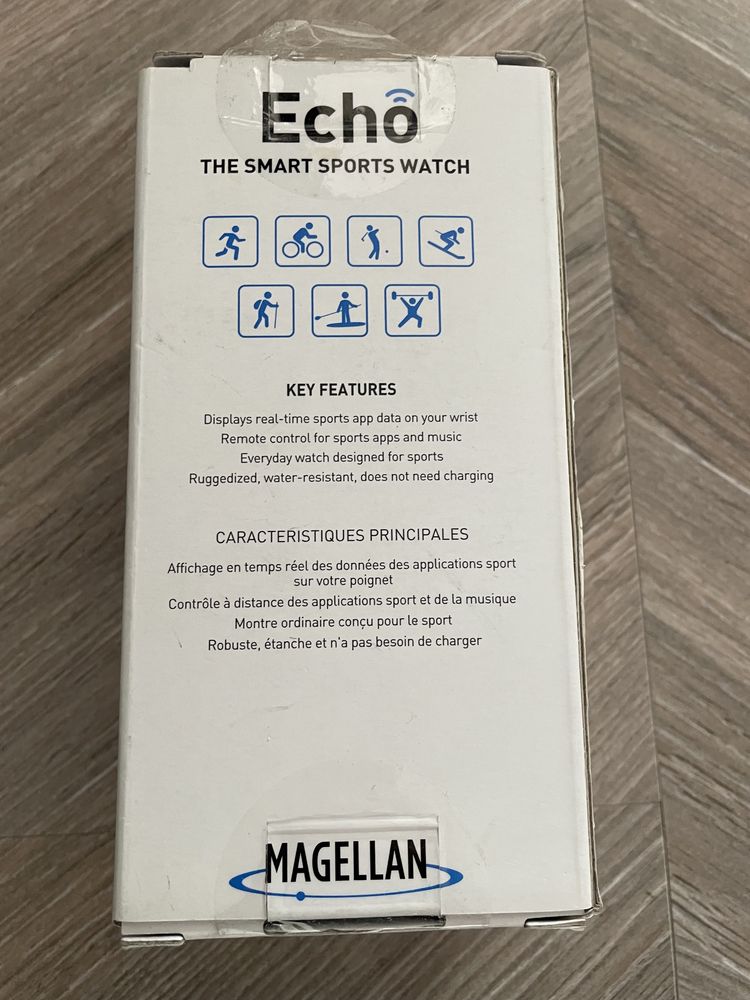 Echo
THE SMART SPORTS WATCH
KEY FEATURES
Displays real-time sports app data on your wrist
Remote control for sports apps and music
Everyday watch designed for sports
Ruggedized, water-resistant, does not need charging
CARACTERISTIQUES PRINCIPALES
Affichage en temps réel des données des applications sport
sur votre poignet
Contrôle à distance des applications sport et de la musique
Montre ordinaire conçu pour le sport
Robuste, étanche et n'a pas besoin de charger
MAGELLAN